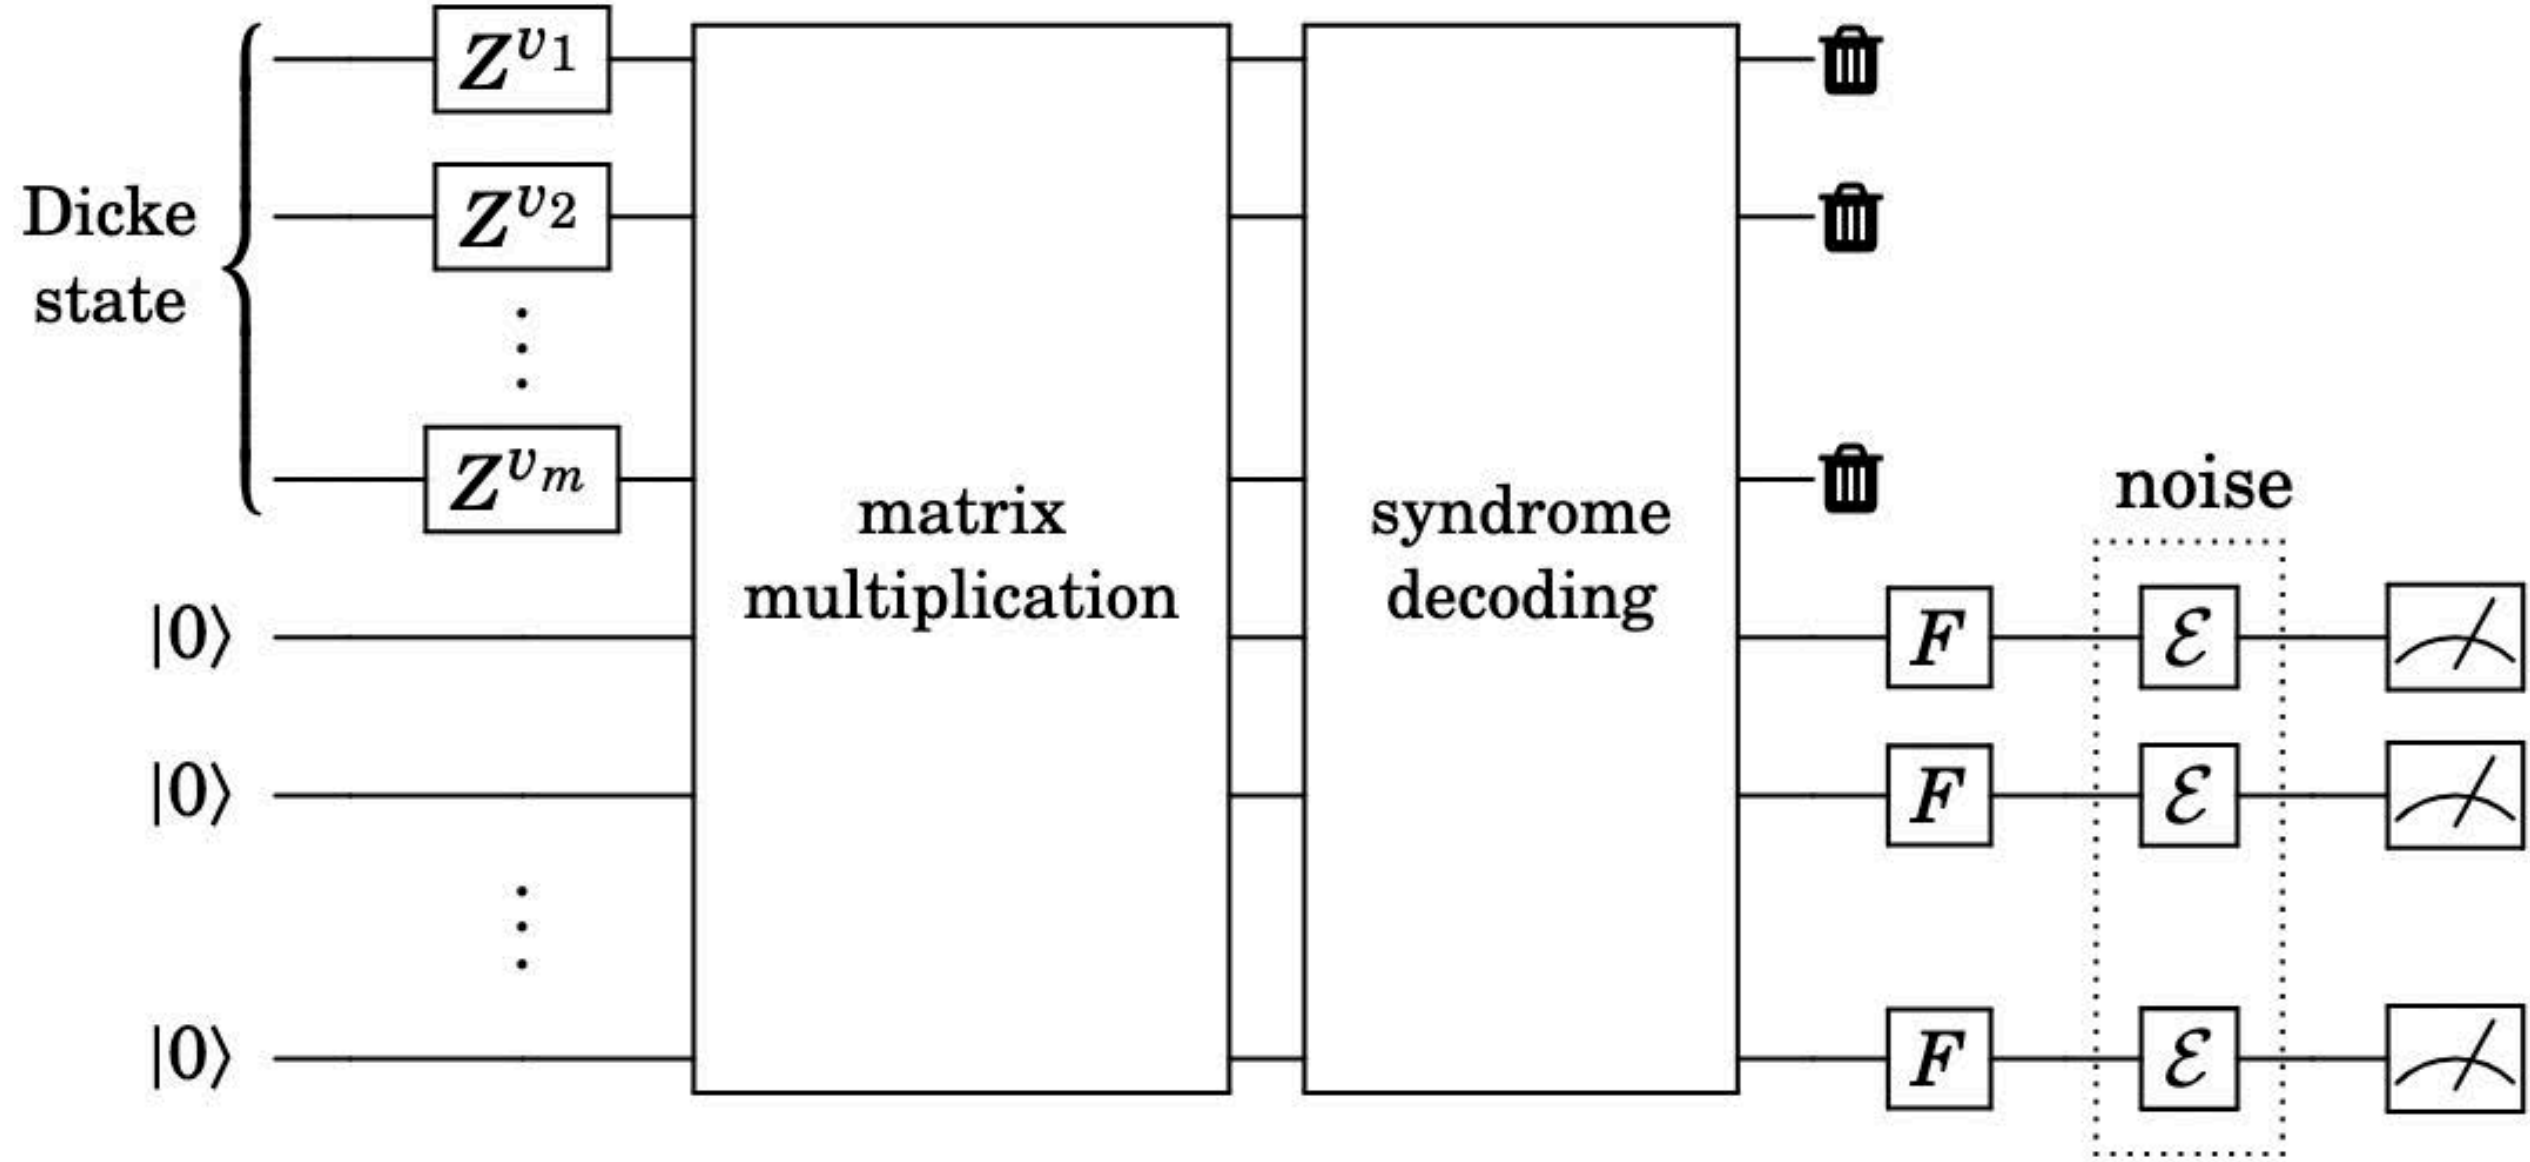 Dicke
state
Z^{v_1}
Z^{v_2}
Z^{v_m}
matrix
multiplication
syndrome
decoding
noise
|0⟩
F
ℰ
|0⟩
F
ℰ
|0⟩
F
ℰ